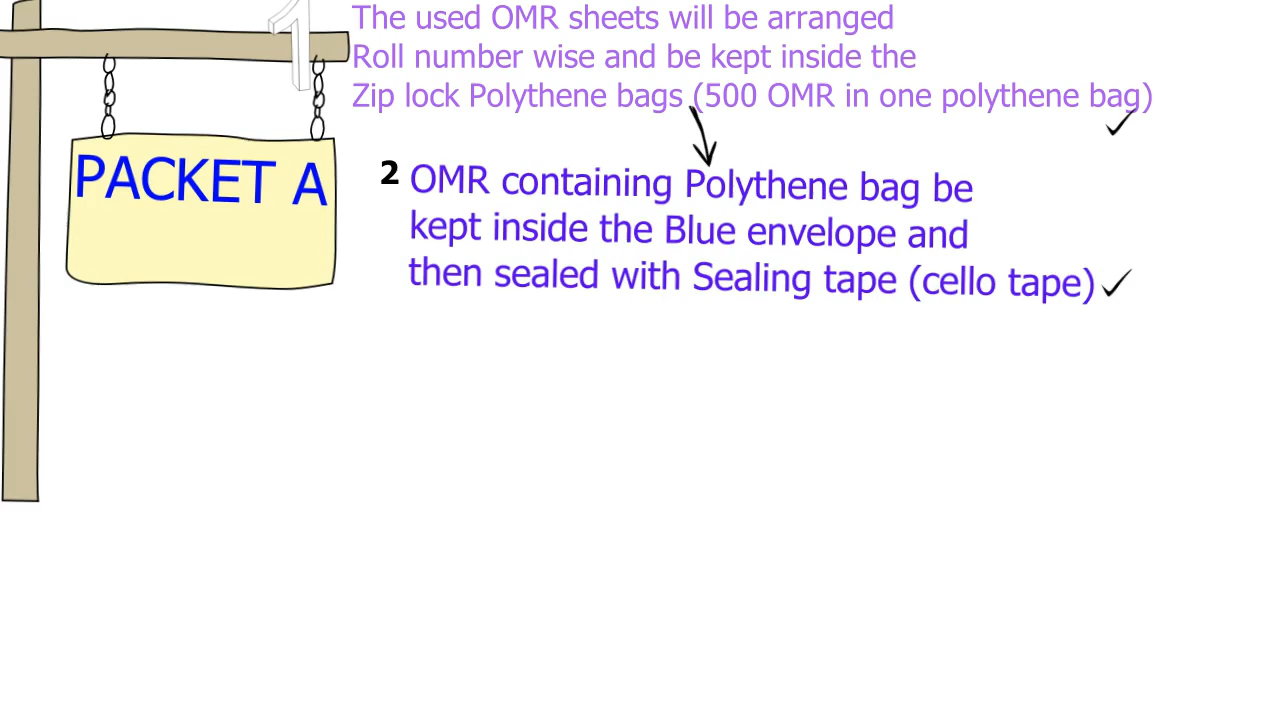 1
The used OMR sheets will be arranged
Roll number wise and be kept inside the
Zip lock Polythene bags (500 OMR in one polythene bag)
PACKET A
2 OMR containing Polythene bag be
kept inside the Blue envelope and
then sealed with Sealing tape (cello tape)